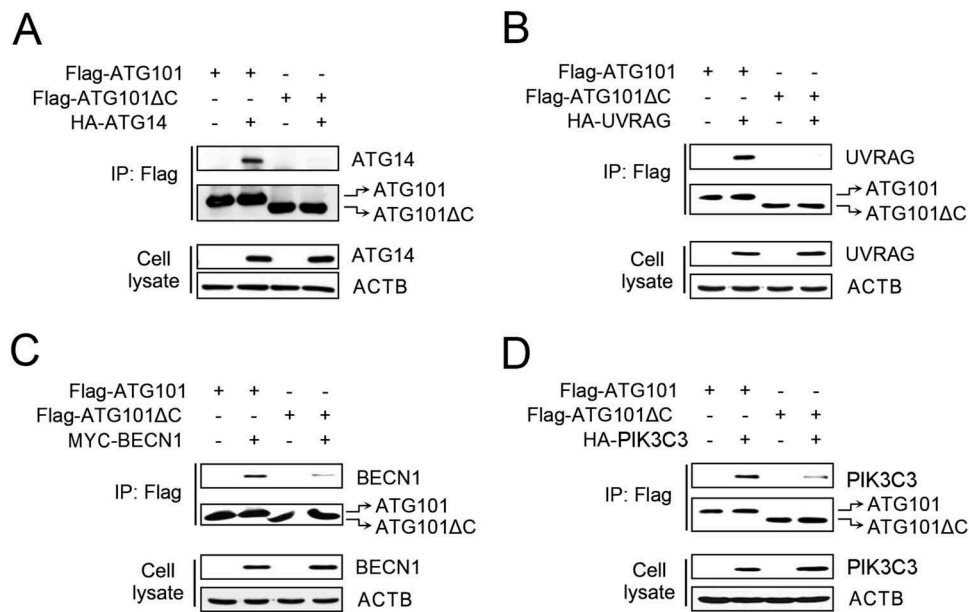 A
Flag-ATG101 + + - -
Flag-ATG101ΔC - - + +
HA-ATG14 - + - +
IP: Flag
ATG14
ATG101
ATG101ΔC
Cell
lysate
ATG14
ACTB
B
Flag-ATG101 + + - -
Flag-ATG101ΔC - - + +
HA-UVRAG - + - +
IP: Flag
UVRAG
ATG101
ATG101ΔC
Cell
lysate
UVRAG
ACTB
C
Flag-ATG101 + + - -
Flag-ATG101ΔC - - + +
MYC-BECN1 - + - +
IP: Flag
BECN1
ATG101
ATG101ΔC
Cell
lysate
BECN1
ACTB
D
Flag-ATG101 + + - -
Flag-ATG101ΔC - - + +
HA-PIK3C3 - + - +
IP: Flag
PIK3C3
ATG101
ATG101ΔC
Cell
lysate
PIK3C3
ACTB